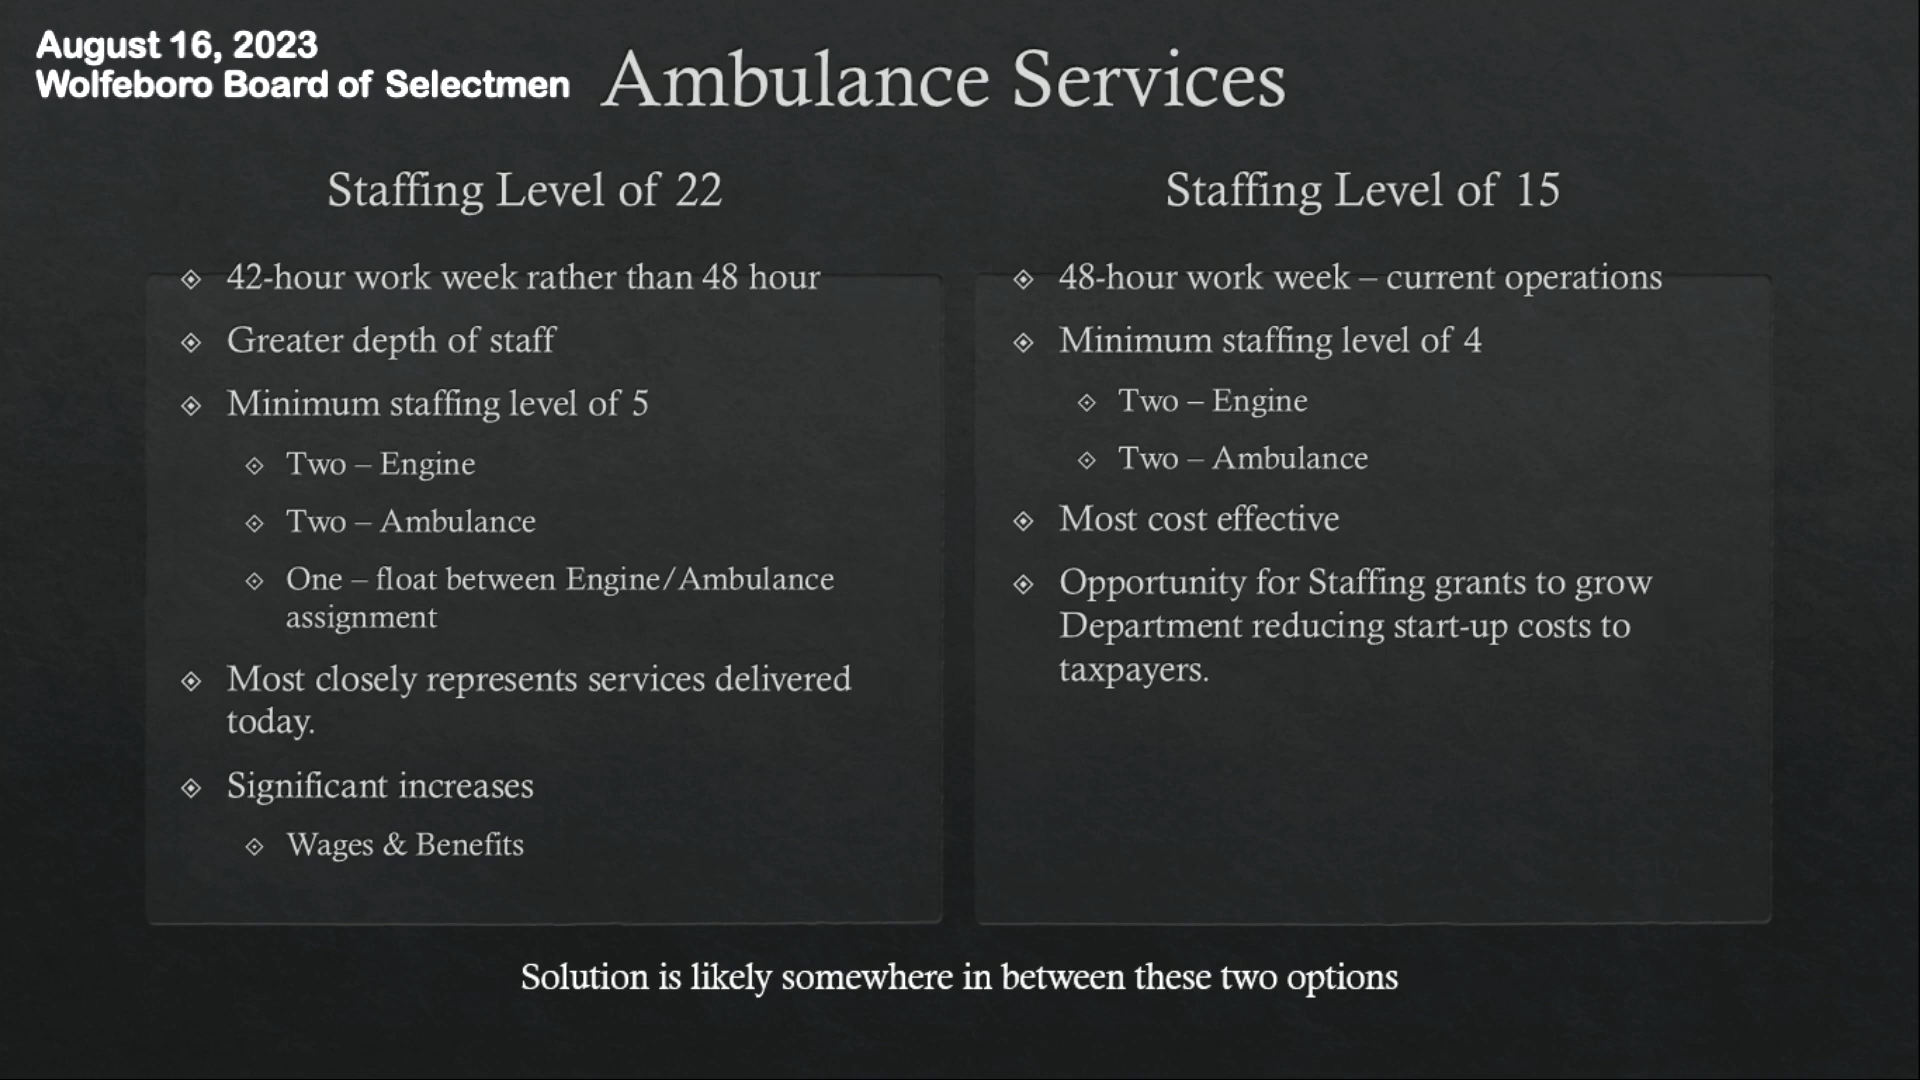 August 16, 2023
Wolfeboro Board of Selectmen
Ambulance Services
Staffing Level of 22
42-hour work week rather than 48 hour
Greater depth of staff
Minimum staffing level of 5
Two – Engine
Two – Ambulance
One – float between Engine/Ambulance
assignment
Most closely represents services delivered
today.
Significant increases
Wages & Benefits
Staffing Level of 15
48-hour work week – current operations
Minimum staffing level of 4
Two – Engine
Two – Ambulance
Most cost effective
Opportunity for Staffing grants to grow
Department reducing start-up costs to
taxpayers.
Solution is likely somewhere in between these two options